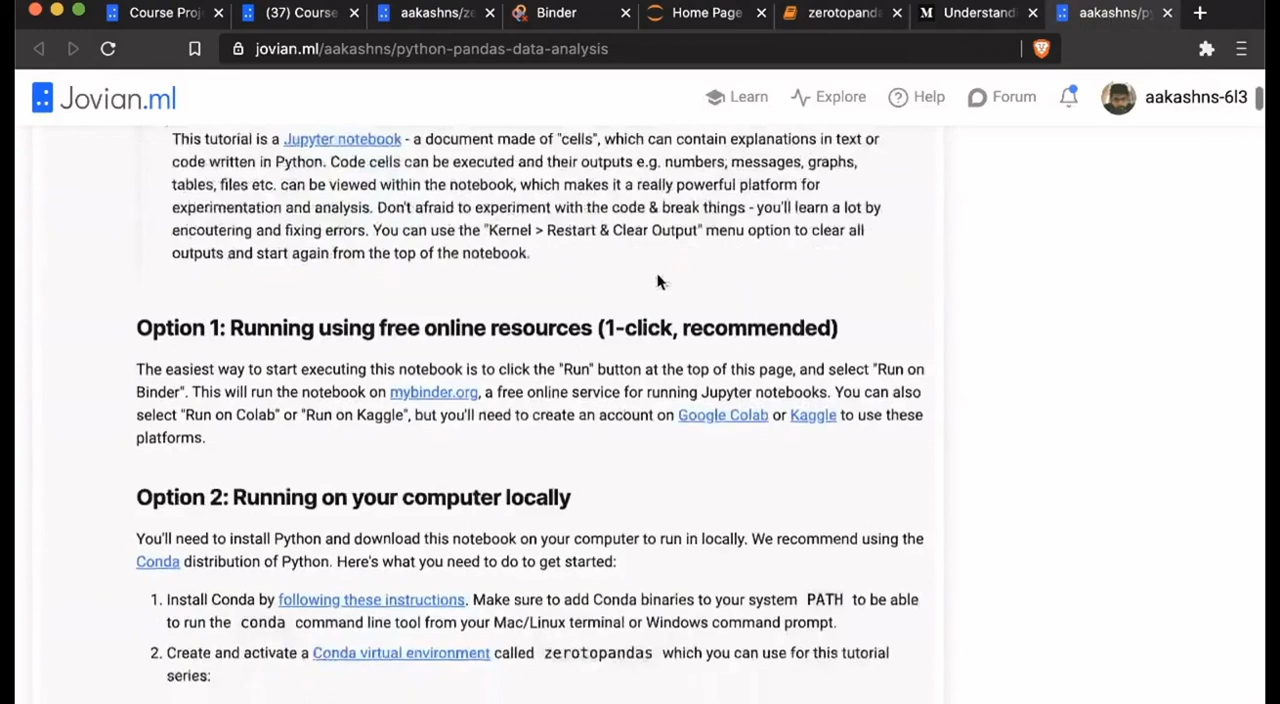 Course Proj
(37) Course
aakashns/ze
Binder
Home Page
zerotopanda
M Understandi
aakashns/py
jovian.ml/aakashns/python-pandas-data-analysis
Jovian.ml
Learn
Explore
Help
Forum
aakashns-6l3
This tutorial is a Jupyter notebook - a document made of "cells", which can contain explanations in text or
code written in Python. Code cells can be executed and their outputs e.g. numbers, messages, graphs,
tables, files etc. can be viewed within the notebook, which makes it a really powerful platform for
experimentation and analysis. Don't afraid to experiment with the code & break things - you'll learn a lot by
encoutering and fixing errors. You can use the "Kernel > Restart & Clear Output" menu option to clear all
outputs and start again from the top of the notebook.
Option 1: Running using free online resources (1-click, recommended)
The easiest way to start executing this notebook is to click the "Run" button at the top of this page, and select "Run on
Binder". This will run the notebook on mybinder.org, a free online service for running Jupyter notebooks. You can also
select "Run on Colab" or "Run on Kaggle", but you'll need to create an account on Google Colab or Kaggle to use these
platforms.
Option 2: Running on your computer locally
You'll need to install Python and download this notebook on your computer to run in locally. We recommend using the
Conda distribution of Python. Here's what you need to do to get started:
1. Install Conda by following these instructions. Make sure to add Conda binaries to your system PATH to be able
to run the conda command line tool from your Mac/Linux terminal or Windows command prompt.
2. Create and activate a Conda virtual environment called zerotopandas which you can use for this tutorial
series: